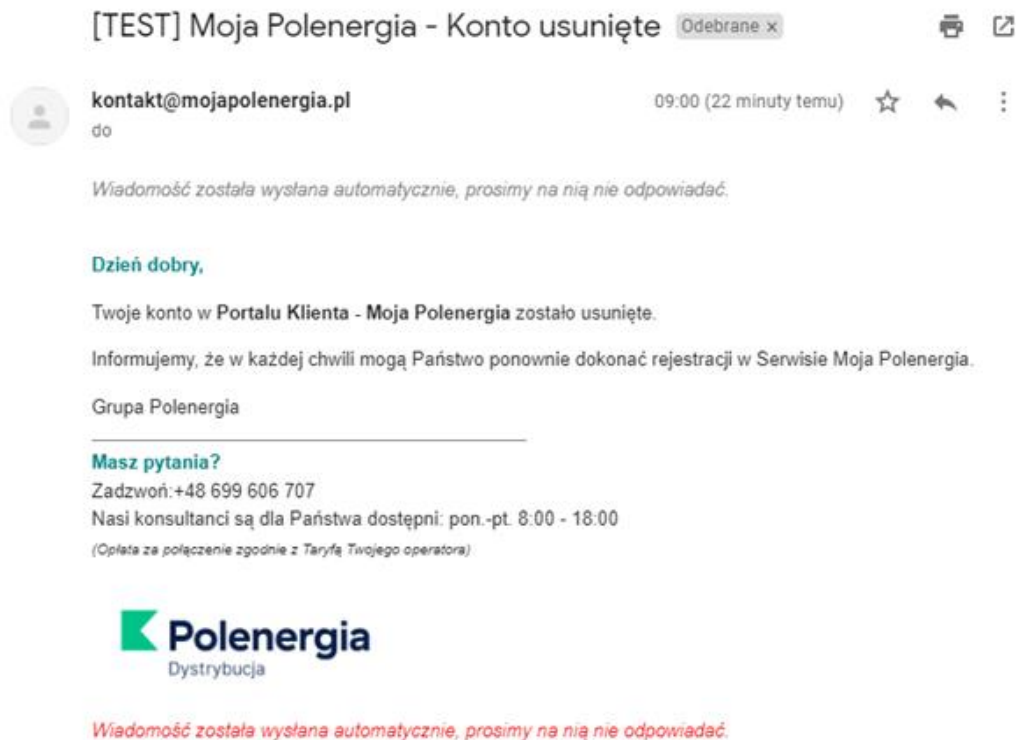 [TEST] Moja Polenergia - Konto usunięte Odebrane x
kontakt@mojapolenergia.pl 09:00 (22 minuty temu)
do
Wiadomość została wysłana automatycznie, prosimy na nią nie odpowiadać.
Dzień dobry,
Twoje konto w Portalu Klienta - Moja Polenergia zostało usunięte.
Informujemy, że w każdej chwili mogą Państwo ponownie dokonać rejestracji w Serwisie Moja Polenergia.
Grupa Polenergia
Masz pytania?
Zadzwoń:+48 699 606 707
Nasi konsultanci są dla Państwa dostępni: pon.-pt. 8:00 - 18:00
(Opłata za połączenie zgodnie z Taryfą Twojego operatora)
Polenergia
Dystrybucja
Wiadomość została wysłana automatycznie, prosimy na nią nie odpowiadać.